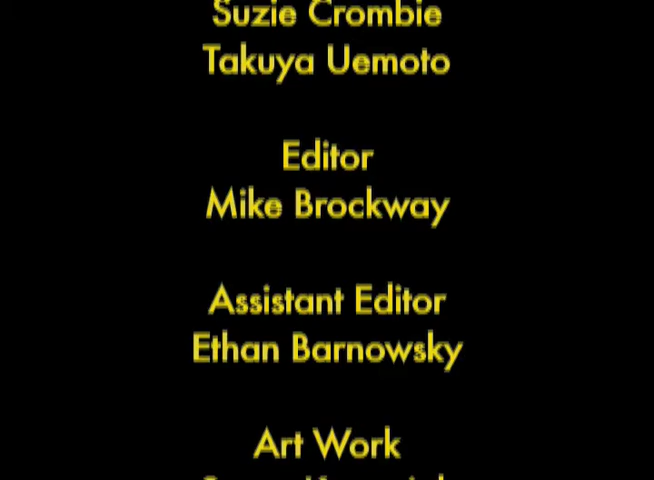 Suzie Crombie
Takuya Uemoto
Editor
Mike Brockway
Assistant Editor
Ethan Barnowsky
Art Work